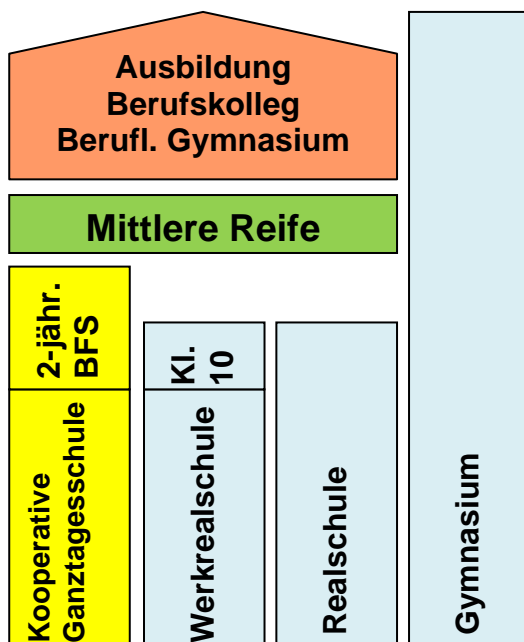 Ausbildung
Berufskolleg
Berufl. Gymnasium
Mittlere Reife
2-jähr.
BFS
Kooperative
Ganztagesschule
Kl.
10
Werkrealschule
Realschule
Gymnasium